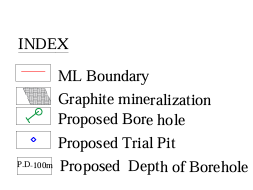 INDEX
ML Boundary
Graphite mineralization
Proposed Bore hole
Proposed Trial Pit
P.D-100m Proposed Depth of Borehole